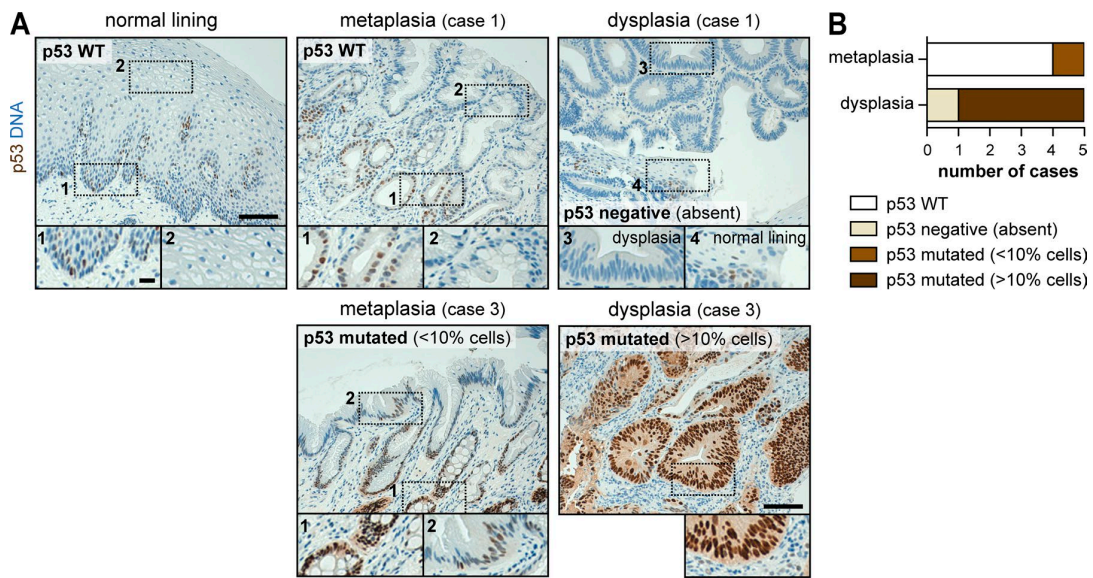 A
normal lining
metaplasia (case 1)
dysplasia (case 1)
p53 DNA
p53 WT
2
1
1
2
p53 WT
2
1
1
2
3
4
p53 negative (absent)
3 dysplasia
4 normal lining
metaplasia (case 3)
dysplasia (case 3)
p53 mutated (<10% cells)
2
1
1
2
p53 mutated (>10% cells)
B
metaplasia
dysplasia
0 1 2 3 4 5
number of cases
p53 WT
p53 negative (absent)
p53 mutated (<10% cells)
p53 mutated (>10% cells)